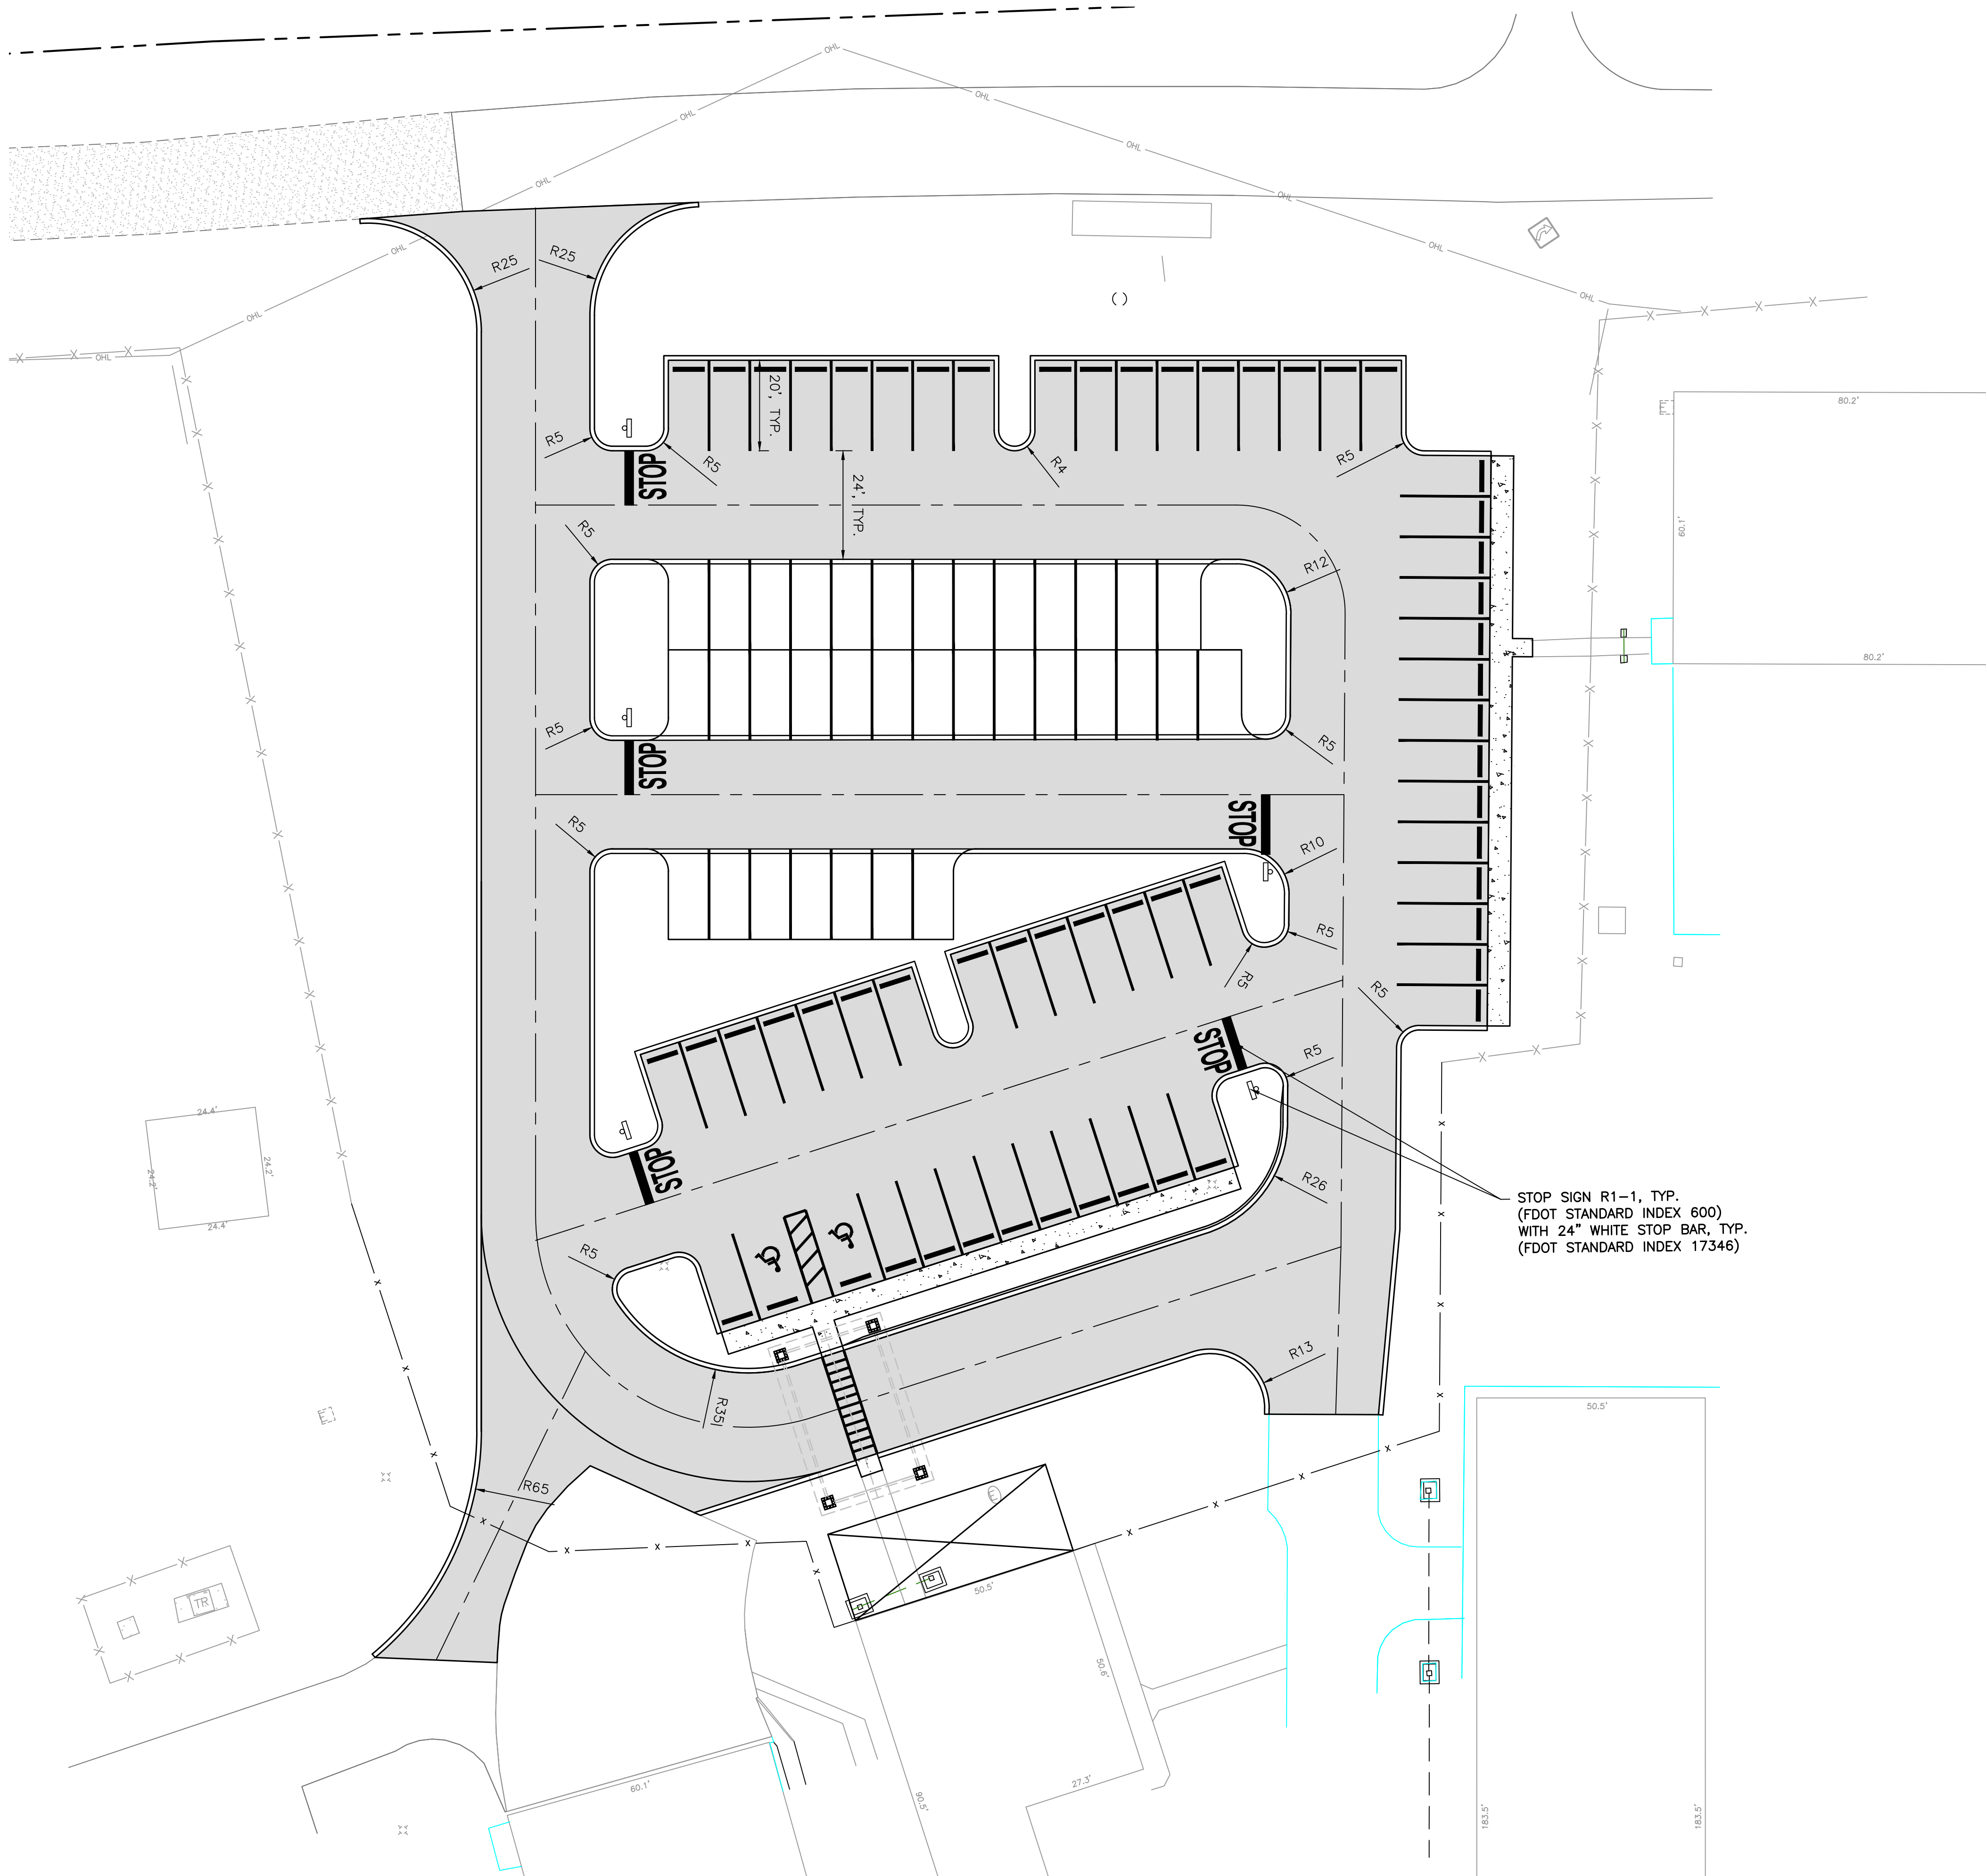 OHL
OHL
OHL
OHL
OHL
OHL
OHL
OHL
OHL
OHL
OHL
R25
R25
( )
20', TYP.
80.2'
E
R5
R5
R4
R5
STOP
24', TYP.
60.1'
R5
R12
80.2'
R5
R5
STOP
STOP
R5
R10
R5
R5
R5
STOP
R5
24.4'
24.2'
24.2'
24.4'
STOP
R26
STOP SIGN R1-1, TYP.
(FDOT STANDARD INDEX 600)
WITH 24" WHITE STOP BAR, TYP.
(FDOT STANDARD INDEX 17346)
R5
R13
R35
E
50.5'
R65
E
50.5'
TR
50.6'
27.3'
60.1'
90.5'
183.5'
183.5'